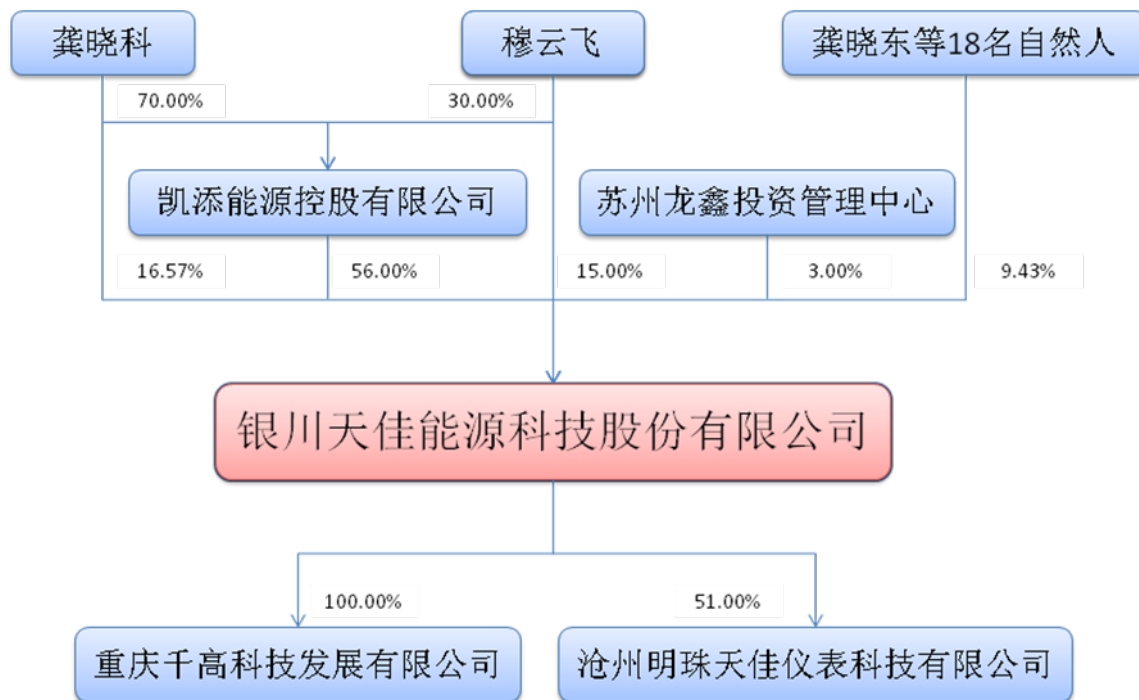 龚晓科
穆云飞
龚晓东等18名自然人
70.00%
30.00%
凯添能源控股有限公司
苏州龙鑫投资管理中心
16.57%
56.00%
15.00%
3.00%
9.43%
银川天佳能源科技股份有限公司
100.00%
51.00%
重庆千高科技发展有限公司
沧州明珠天佳仪表科技有限公司